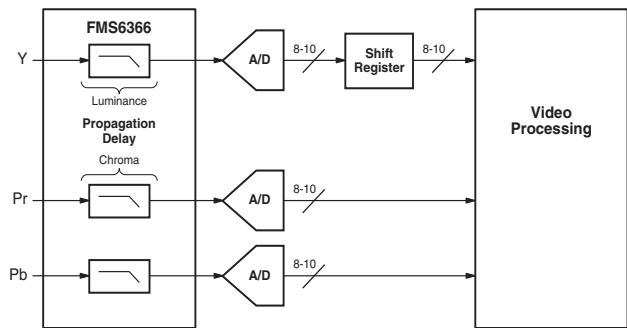 FMS6366
Y
Luminance
Propagation
Delay
Chroma
Pr
Pb
A/D
8-10
Shift
Register
8-10
A/D
8-10
A/D
8-10
Video
Processing